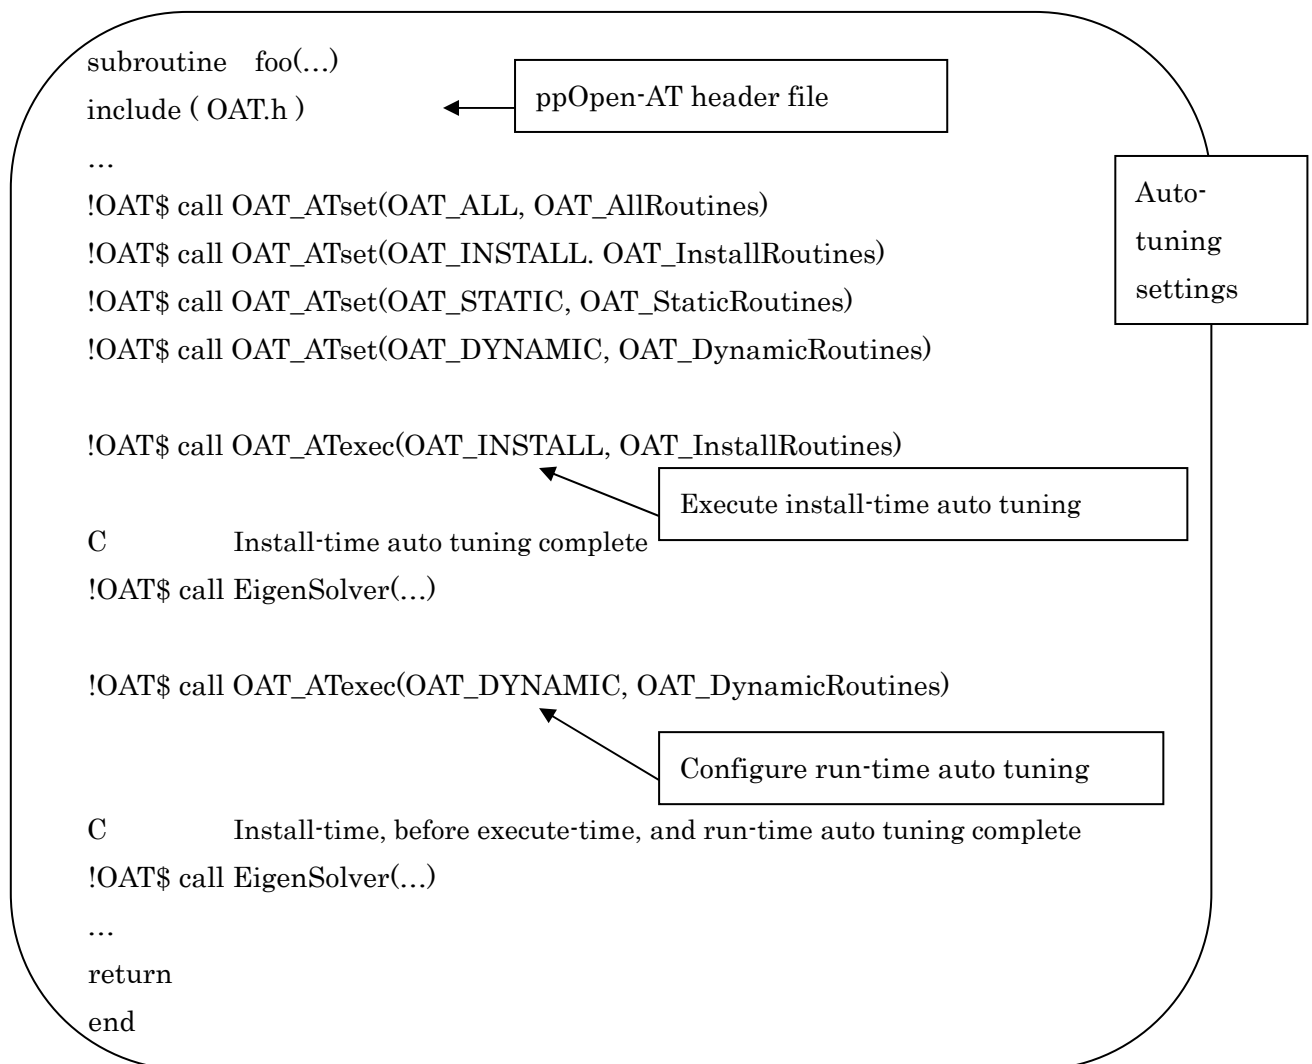 subroutine foo(…)
include ( OAT.h )
ppOpen-AT header file
…
Auto-
tuning
settings
!OAT$ call OAT_ATset(OAT_ALL, OAT_AllRoutines)
!OAT$ call OAT_ATset(OAT_INSTALL. OAT_InstallRoutines)
!OAT$ call OAT_ATset(OAT_STATIC, OAT_StaticRoutines)
!OAT$ call OAT_ATset(OAT_DYNAMIC, OAT_DynamicRoutines)
!OAT$ call OAT_ATexec(OAT_INSTALL, OAT_InstallRoutines)
Execute install-time auto tuning
C Install-time auto tuning complete
!OAT$ call EigenSolver(…)
!OAT$ call OAT_ATexec(OAT_DYNAMIC, OAT_DynamicRoutines)
Configure run-time auto tuning
C Install-time, before execute-time, and run-time auto tuning complete
!OAT$ call EigenSolver(…)
…
return
end